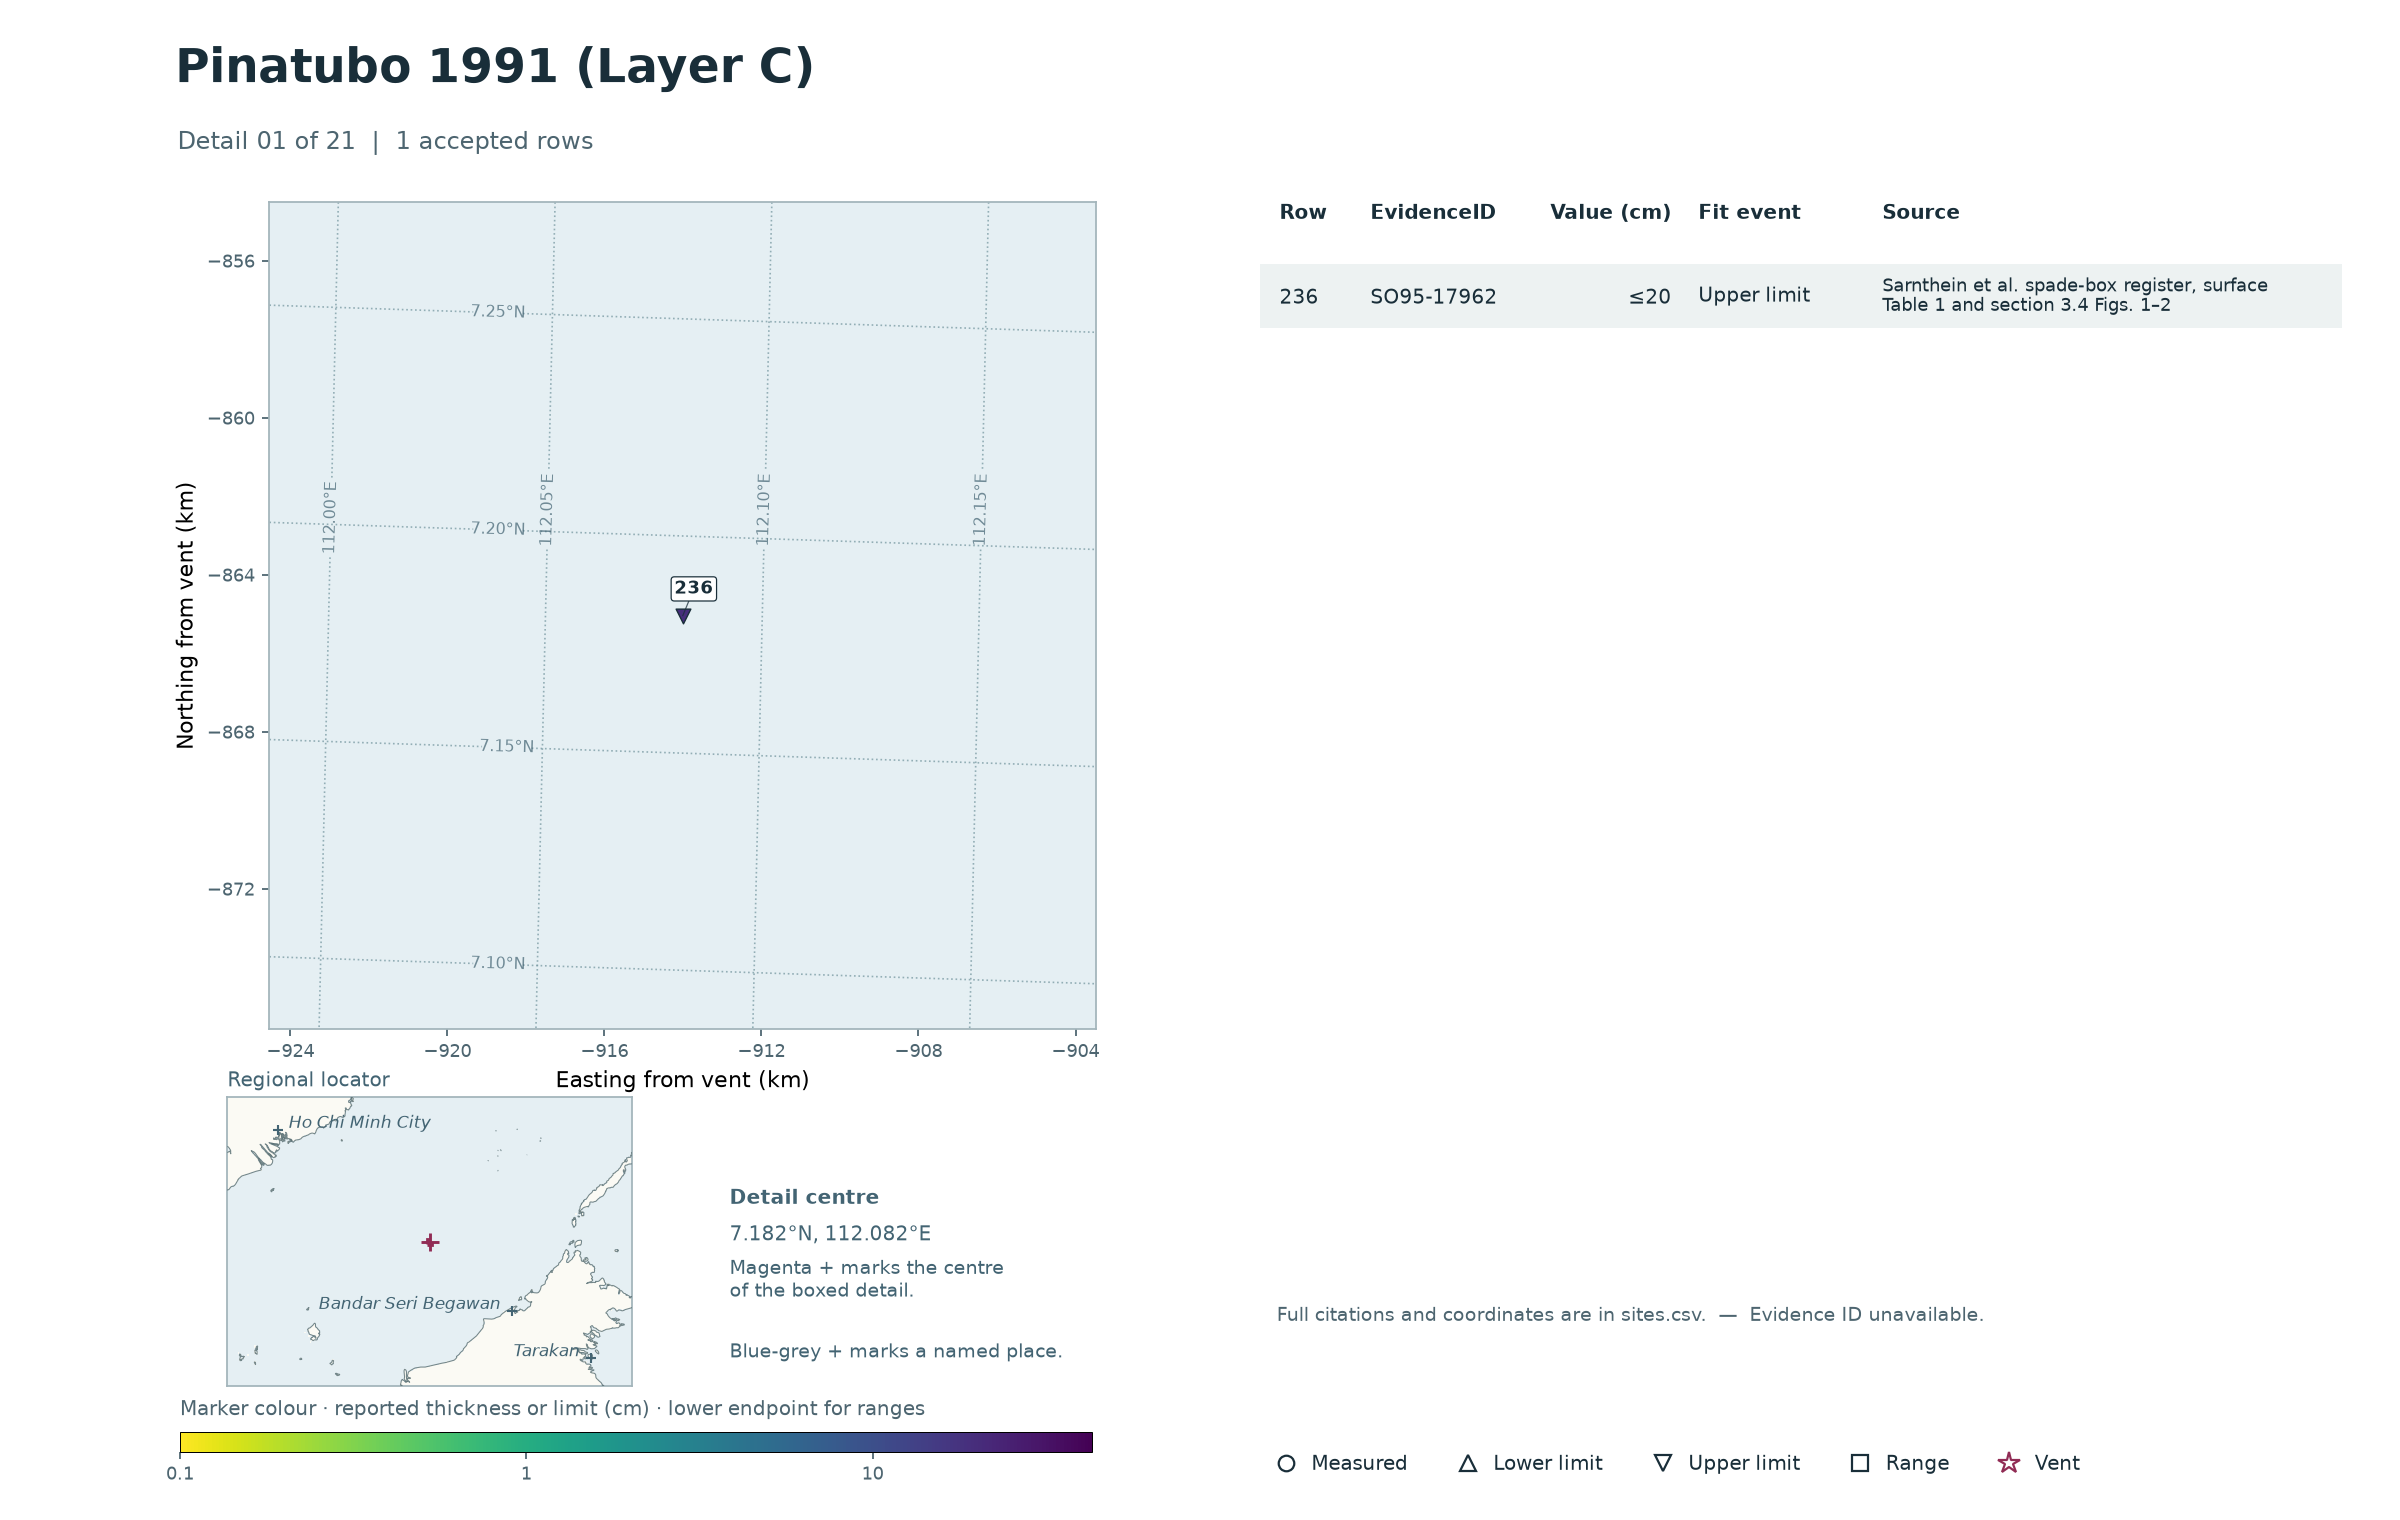 Pinatubo 1991 (Layer C)
Detail 01 of 21 | 1 accepted rows
Northing from vent (km)
−856
−860
−864
−868
−872
7.25°N
7.20°N
7.15°N
7.10°N
112.00°E
112.05°E
112.10°E
112.15°E
236
−924
−920
−916
−912
−908
−904
Easting from vent (km)
Row EvidenceID Value (cm) Fit event Source
236 SO95-17962 ≤20 Upper limit Sarnthein et al. spade-box register, surface
Table 1 and section 3.4 Figs. 1–2
Regional locator
Ho Chi Minh City
Bandar Seri Begawan
Tarakan
Detail centre
7.182°N, 112.082°E
Magenta + marks the centre
of the boxed detail.
Blue-grey + marks a named place.
Full citations and coordinates are in sites.csv. — Evidence ID unavailable.
Marker colour · reported thickness or limit (cm) · lower endpoint for ranges
0.1
1
10
Measured
Lower limit
Upper limit
Range
Vent